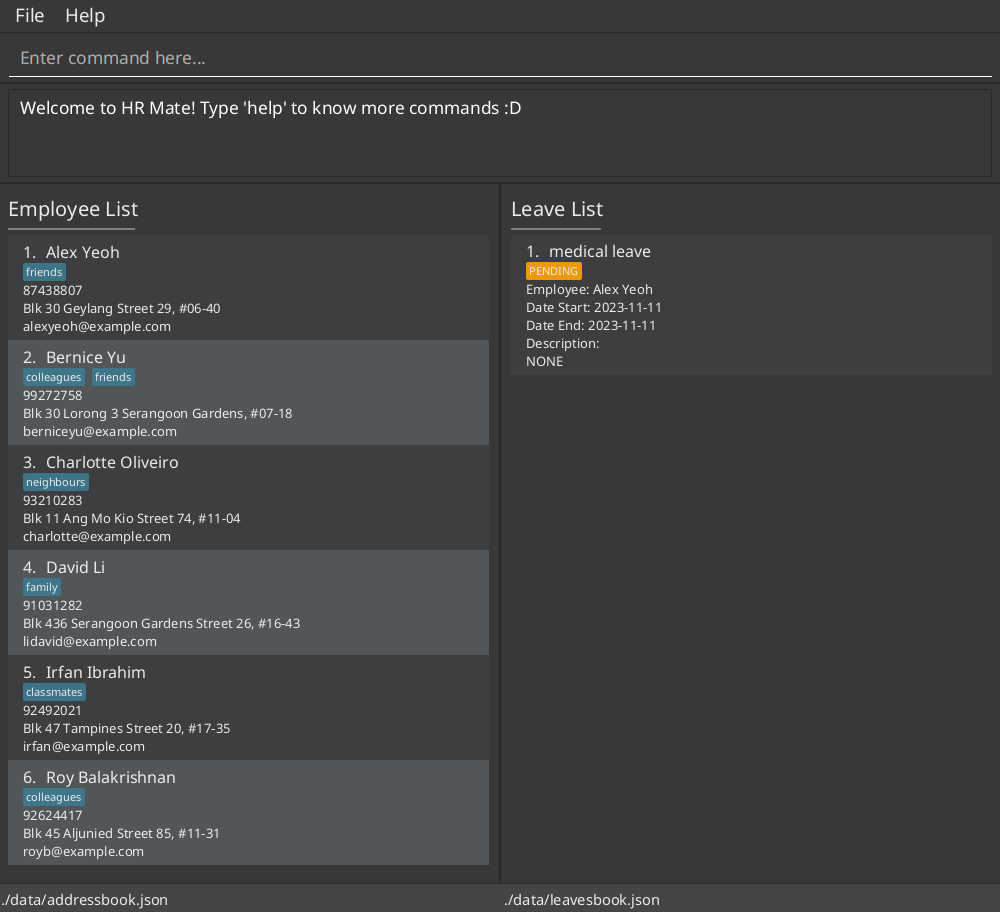 File Help
Enter command here...
Welcome to HR Mate! Type 'help' to know more commands :D
Employee List
1. Alex Yeoh
friends
87438807
Blk 30 Geylang Street 29, #06-40
alexyeoh@example.com
2. Bernice Yu
colleagues friends
99272758
Blk 30 Lorong 3 Serangoon Gardens, #07-18
berniceyu@example.com
3. Charlotte Oliveiro
neighbours
93210283
Blk 11 Ang Mo Kio Street 74, #11-04
charlotte@example.com
4. David Li
family
91031282
Blk 436 Serangoon Gardens Street 26, #16-43
lidavid@example.com
5. Irfan Ibrahim
classmates
92492021
Blk 47 Tampines Street 20, #17-35
irfan@example.com
6. Roy Balakrishnan
colleagues
92624417
Blk 45 Aljunied Street 85, #11-31
royb@example.com
Leave List
1. medical leave
PENDING
Employee: Alex Yeoh
Date Start: 2023-11-11
Date End: 2023-11-11
Description:
NONE
./data/addressbook.json
./data/leavesbook.json